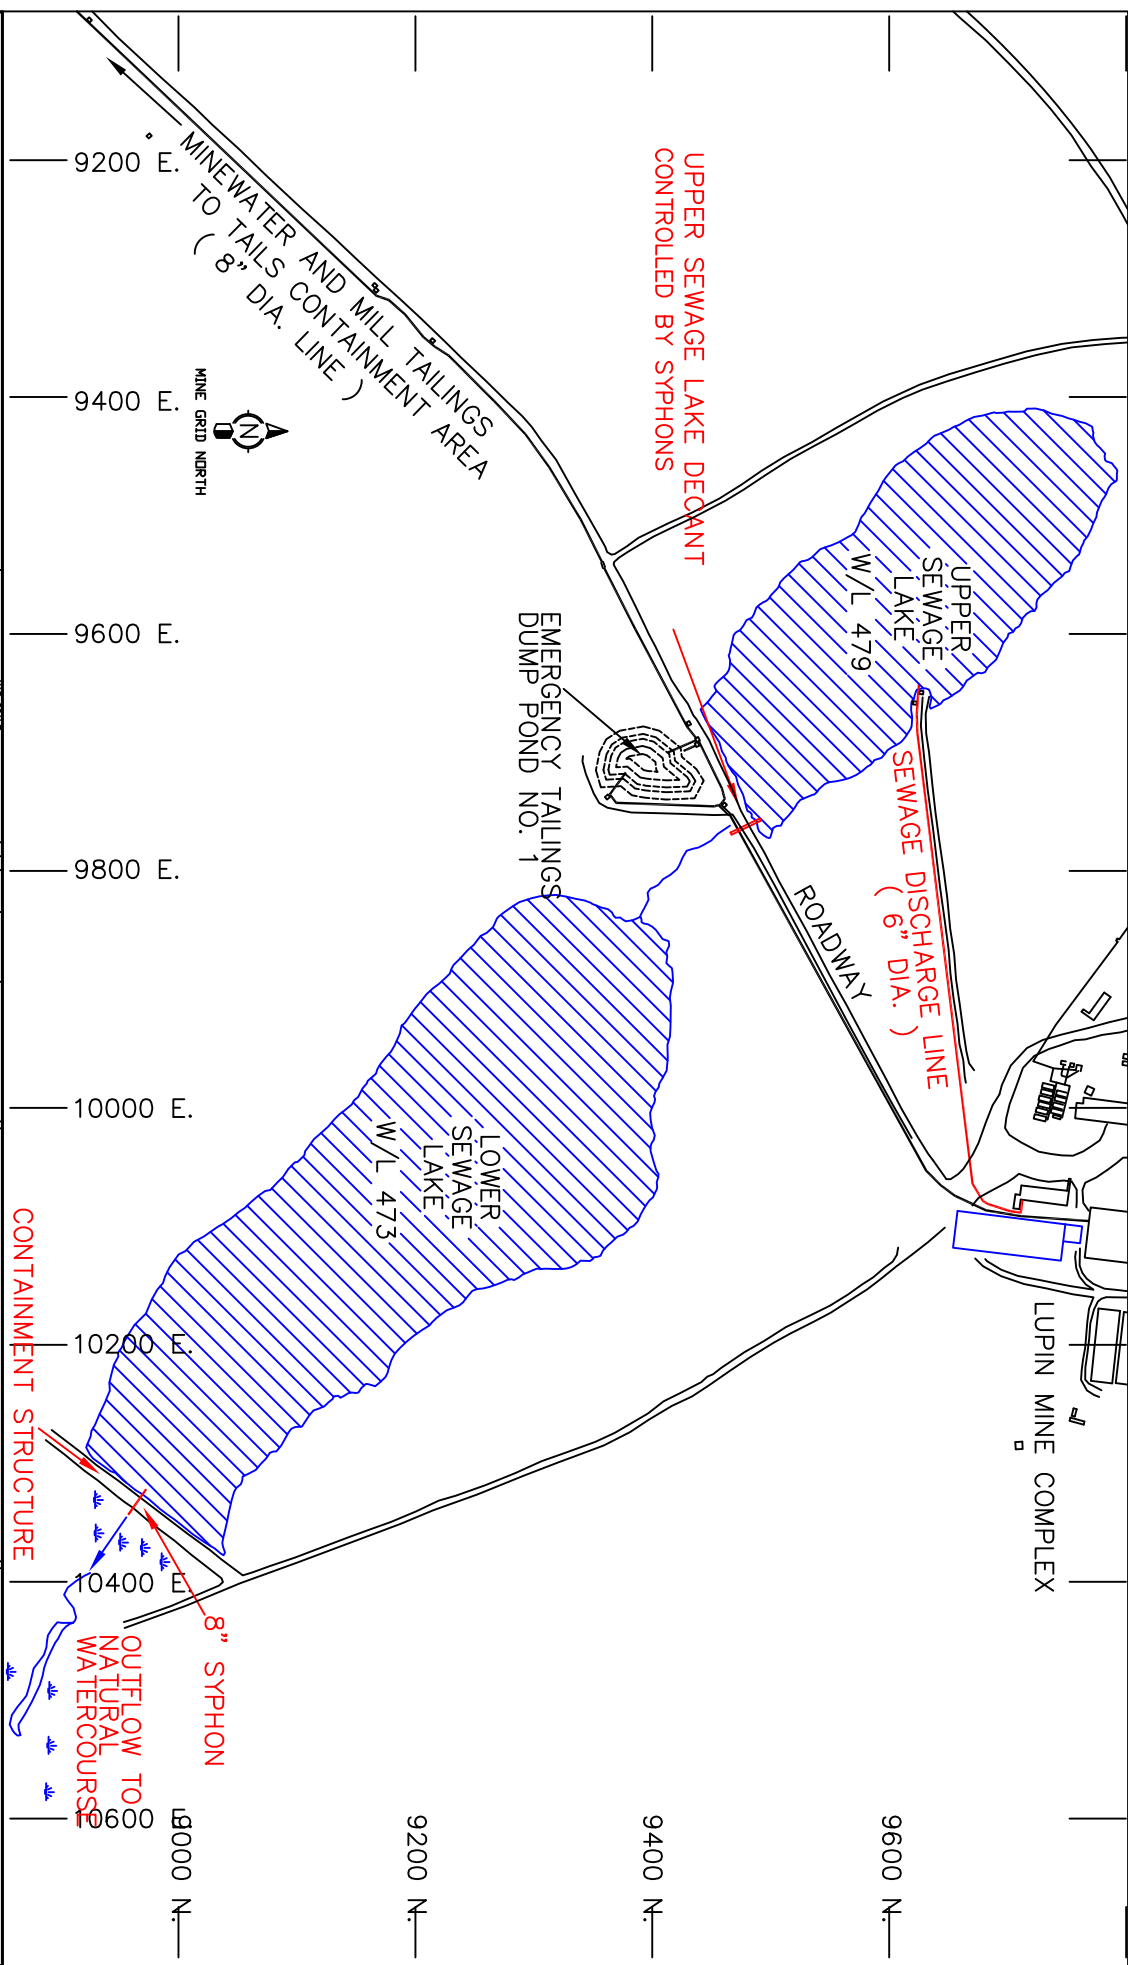 LUPIN MINE COMPLEX
UPPER
SEWAGE
LAKE
W/L 479
SEWAGE DISCHARGE LINE
( 6" DIA. )
ROADWAY
UPPER SEWAGE LAKE DECANT
CONTROLLED BY SYPHONS
EMERGENCY TAILINGS
DUMP POND NO. 1
MINEWATER AND MILL TAILINGS
TO TAILS CONTAINMENT AREA
( 8" DIA. LINE )
N
MINE GRID NORTH
LOWER
SEWAGE
LAKE
W/L 473
8" SYPHON
OUTFLOW TO
NATURAL
WATERCOURSE
CONTAINMENT STRUCTURE
9600 N.
9400 N.
9200 N.
9000 N.
9200 E.
9400 E.
9600 E.
9800 E.
10000 E.
10200 E.
10400 E.
10600 E.